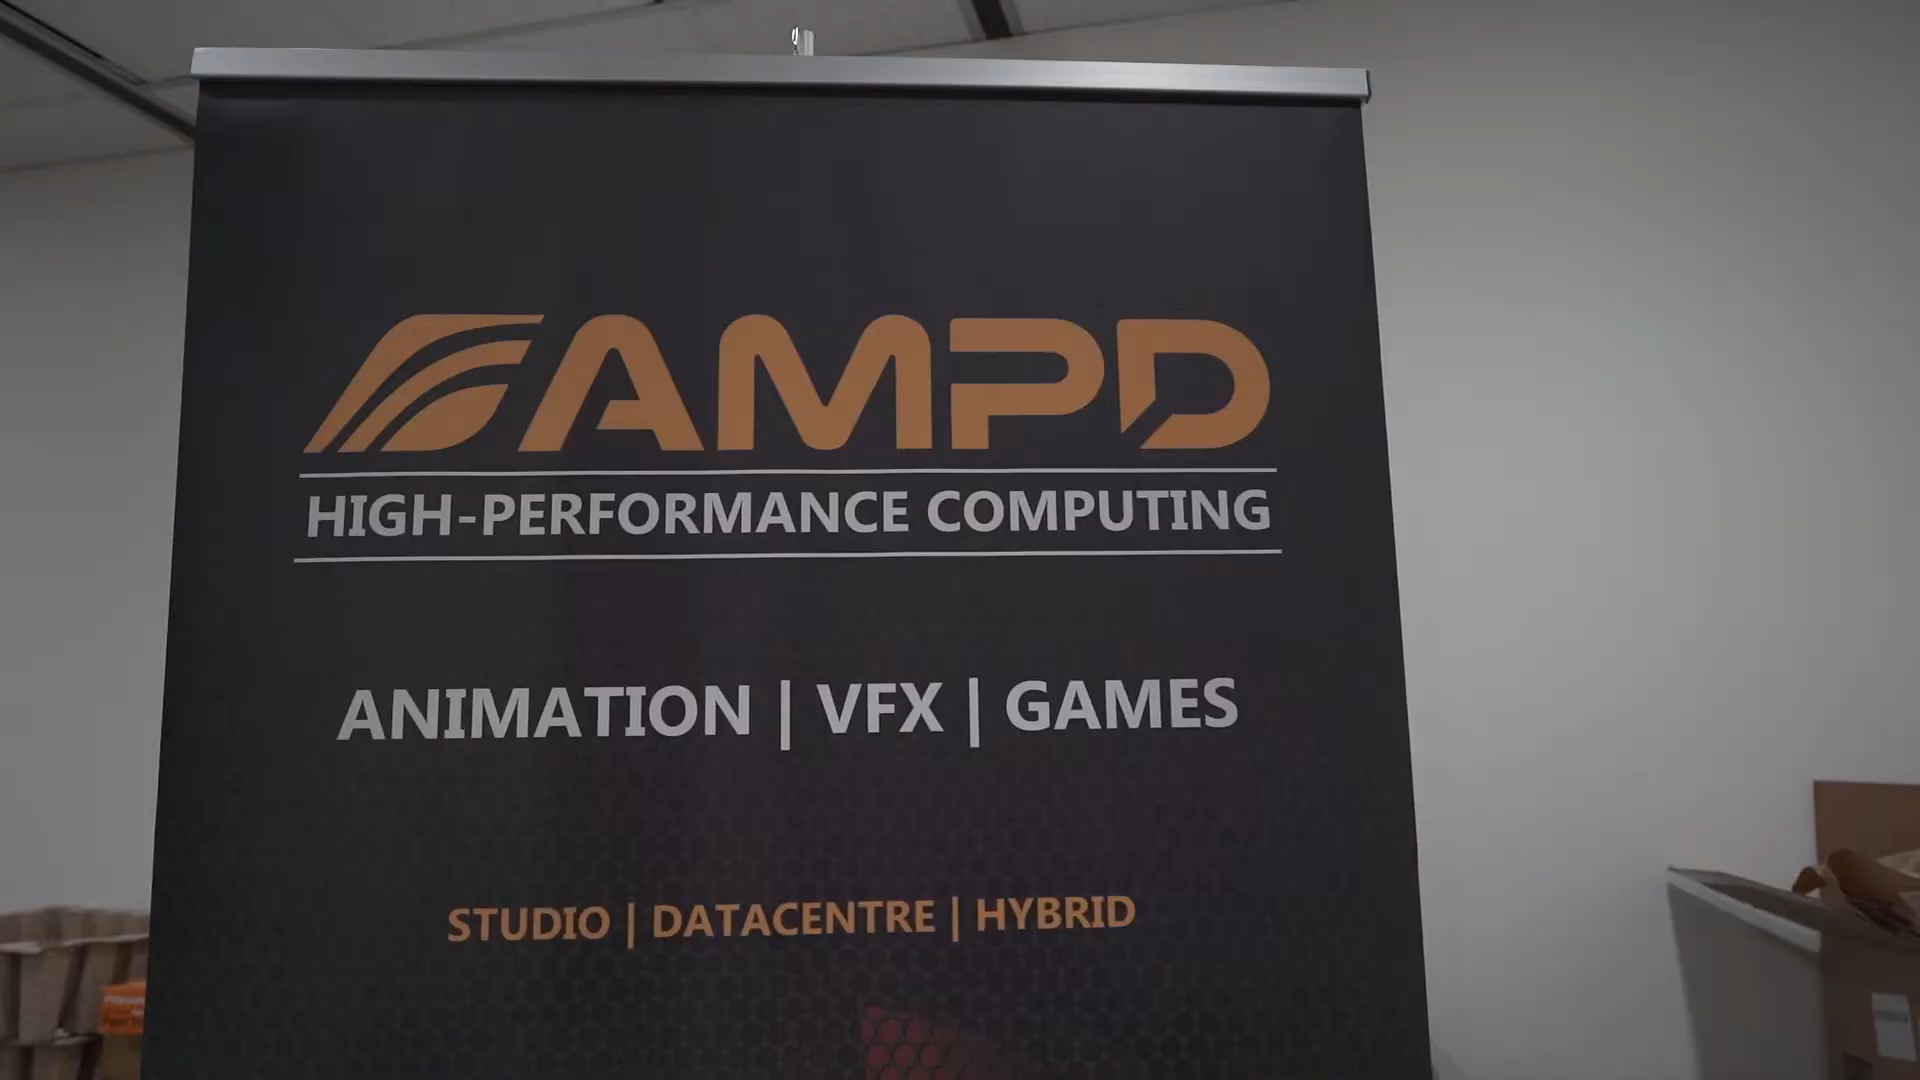 AMPD
HIGH-PERFORMANCE COMPUTING
ANIMATION | VFX | GAMES
STUDIO | DATACENTRE | HYBRID